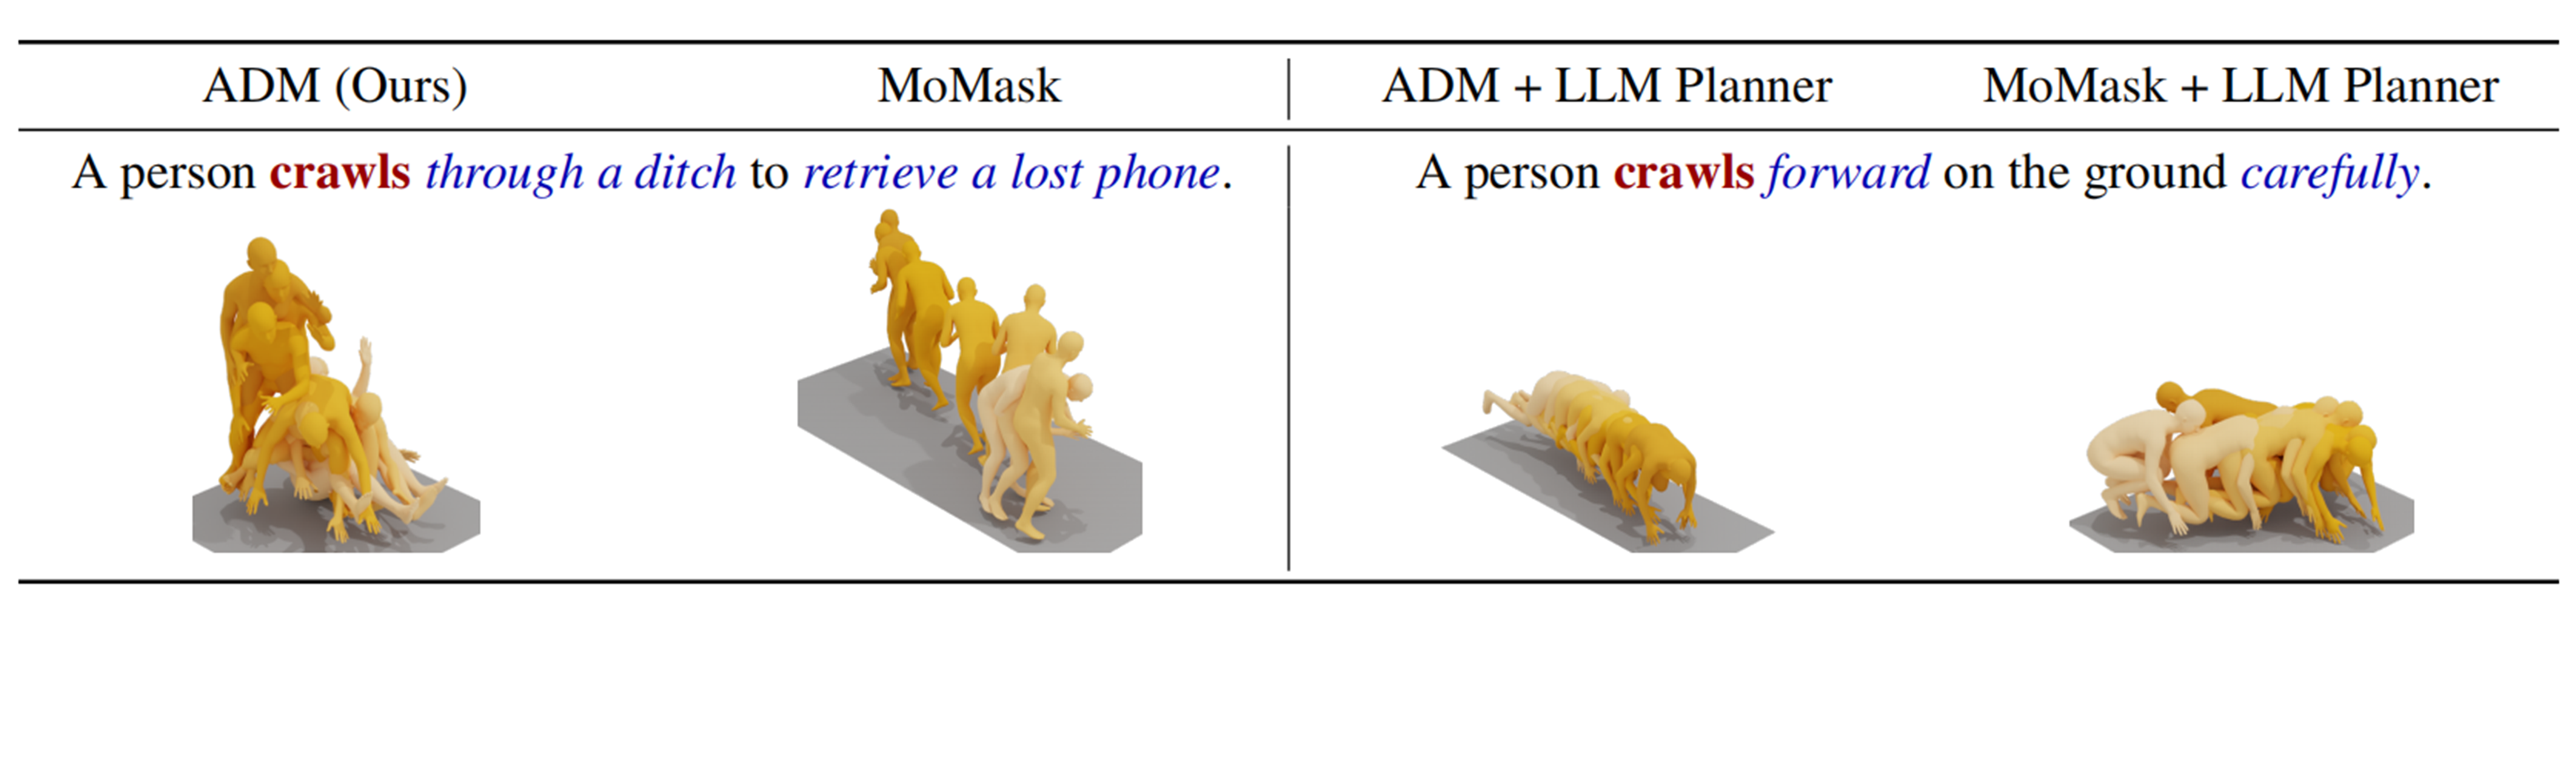 ADM (Ours) MoMask ADM + LLM Planner MoMask + LLM Planner
A person crawls through a ditch to retrieve a lost phone. A person crawls forward on the ground carefully.